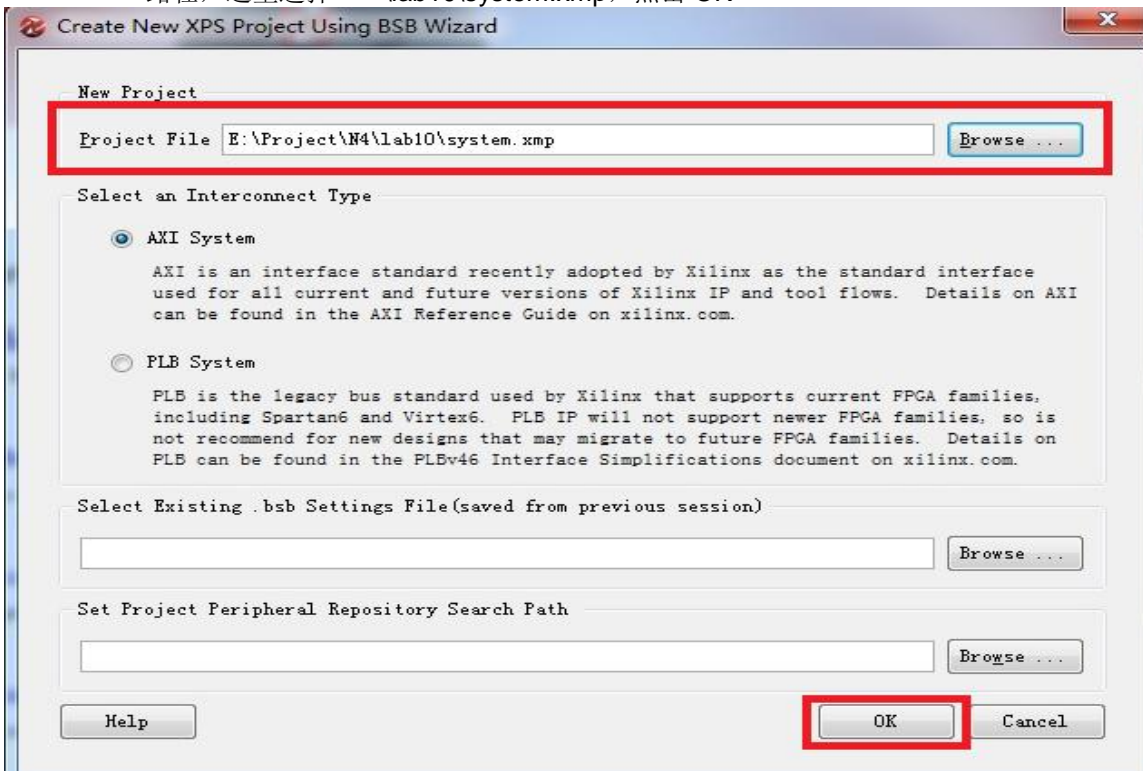 Create New XPS Project Using BSB Wizard
New Project
Project File E:\Project\N4\lab10\system.xmp Browse ...
Select an Interconnect Type
AXI System
AXI is an interface standard recently adopted by Xilinx as the standard interface
used for all current and future versions of Xilinx IP and tool flows. Details on AXI
can be found in the AXI Reference Guide on xilinx.com.
PLB System
PLB is the legacy bus standard used by Xilinx that supports current FPGA families,
including Spartan6 and Virtex6. PLB IP will not support newer FPGA families, so is
not recommend for new designs that may migrate to future FPGA families. Details on
PLB can be found in the PLBv46 Interface Simplifications document on xilinx.com.
Select Existing .bsb Settings File(saved from previous session)
Browse ...
Set Project Peripheral Repository Search Path
Browse ...
Help OK Cancel